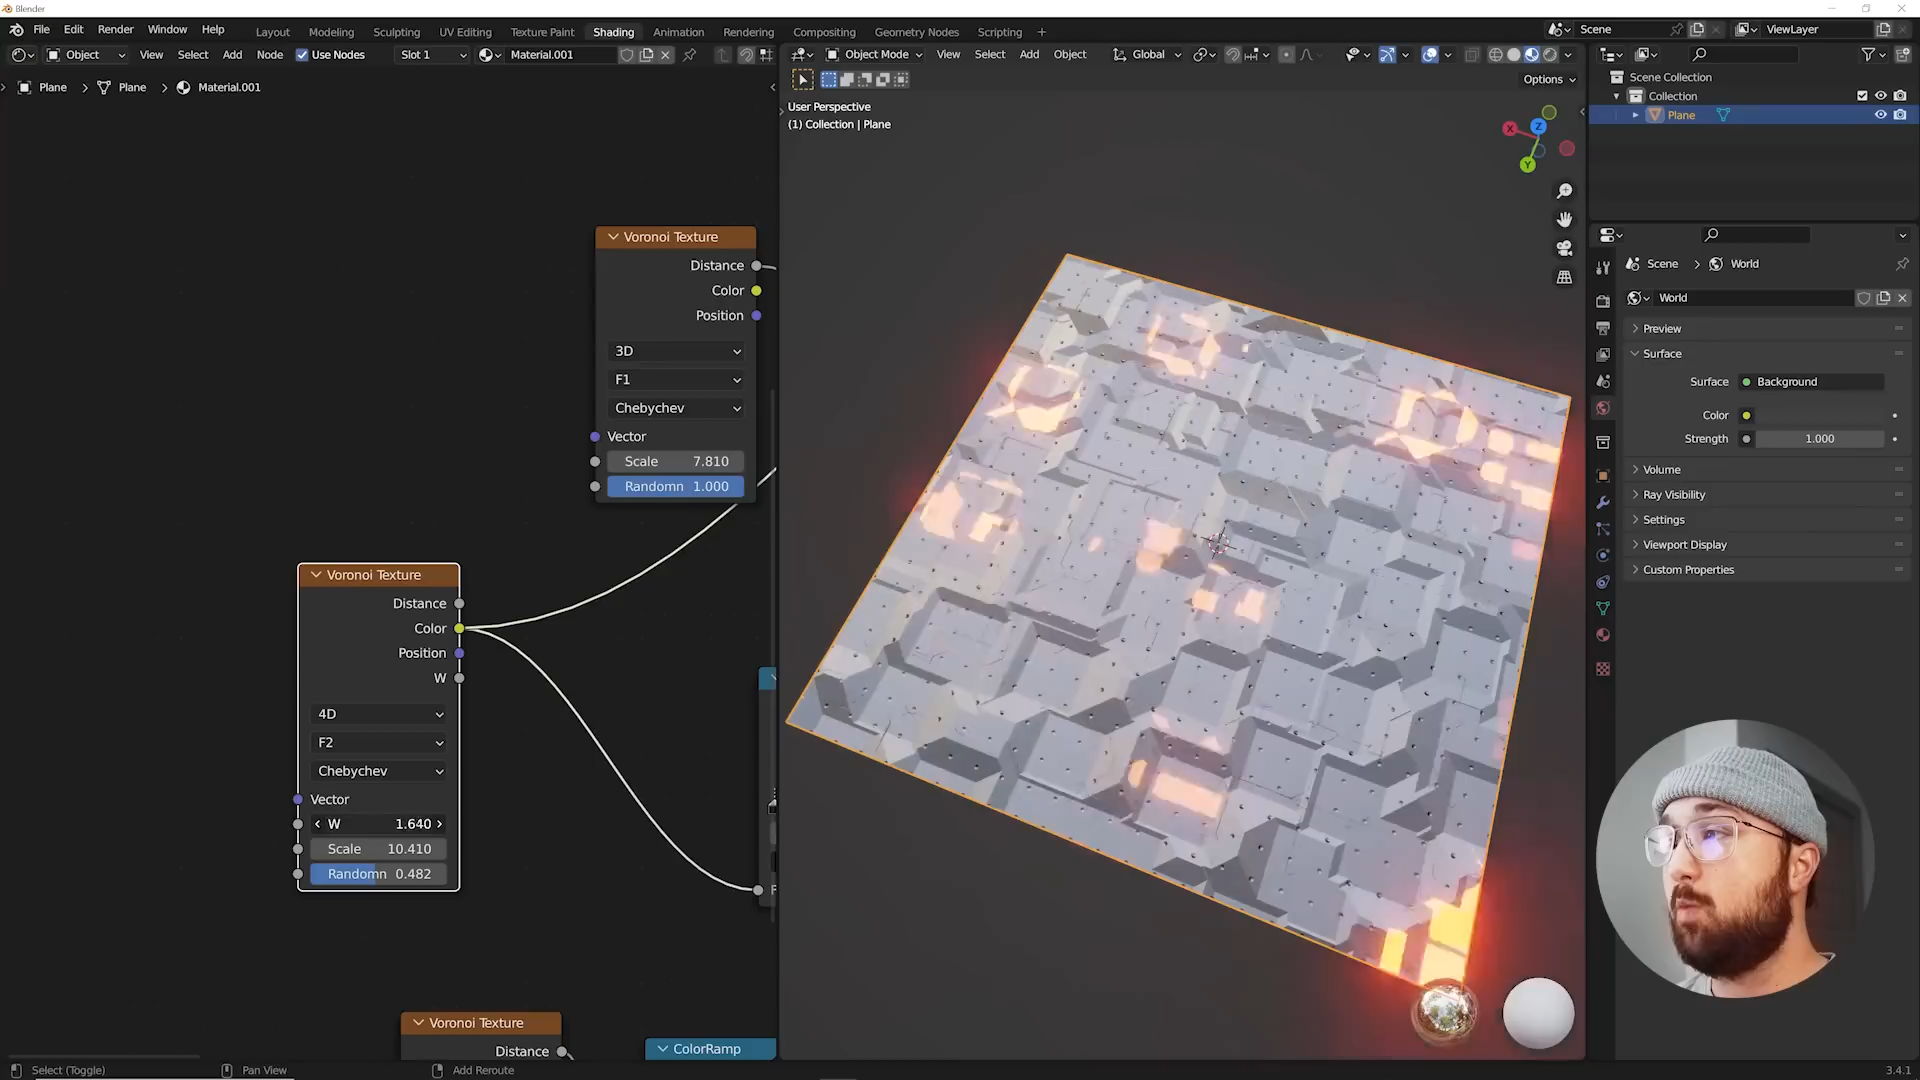 Blender
File Edit Render Window Help
Layout Modeling Sculpting UV Editing Texture Paint Shading Animation Rendering Compositing Geometry Nodes Scripting +
Scene
ViewLayer
Object View Select Add Node Use Nodes Slot 1 Material.001
Object Mode View Select Add Object Global
Options
Plane > Plane > Material.001
User Perspective
(1) Collection | Plane
X
Z
Y
Scene Collection
Collection
Plane
Scene > World
World
Preview
Surface
Surface Background
Color
Strength 1.000
Volume
Ray Visibility
Settings
Viewport Display
Custom Properties
Voronoi Texture
Distance
Color
Position
3D
F1
Chebychev
Vector
Scale 7.810
Randomn 1.000
Voronoi Texture
Distance
Color
Position
W
4D
F2
Chebychev
Vector
W 1.640
Scale 10.410
Randomn 0.482
F
Voronoi Texture
Distance
ColorRamp
Select (Toggle)
Pan View
Add Reroute
3.4.1